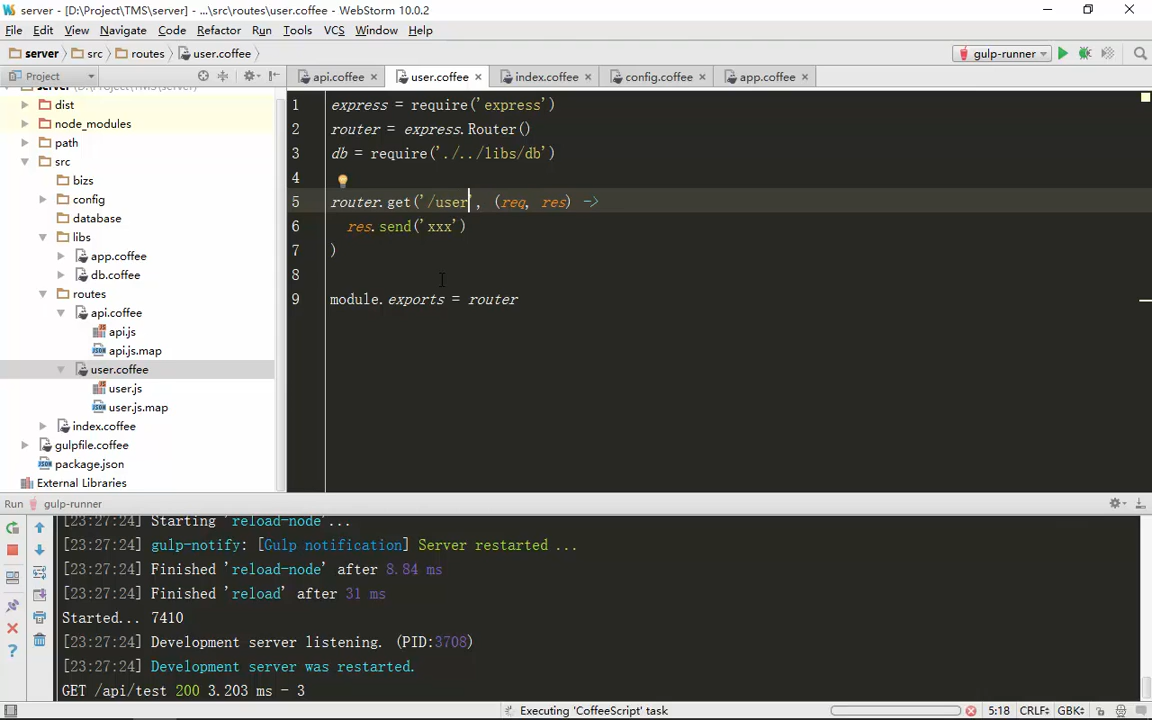 server - [D:\Project\TMS\server] - ...\src\routes\user.coffee - WebStorm 10.0.2
File Edit View Navigate Code Refactor Run Tools VCS Window Help
server src routes user.coffee gulp-runner
Project api.coffee user.coffee index.coffee config.coffee app.coffee
server (D:\Project\TMS\server)
dist
node_modules
path
src
bizs
config
database
libs
app.coffee
db.coffee
routes
api.coffee
api.js
api.js.map
user.coffee
user.js
user.js.map
index.coffee
gulpfile.coffee
package.json
External Libraries
1 express = require('express')
2 router = express.Router()
3 db = require('./../libs/db')
4
5 router.get('/user', (req, res) ->
6 res.send('xxx')
7 )
8
9 module.exports = router
Run gulp-runner
[23:27:24] Starting 'reload-node'...
[23:27:24] gulp-notify: [Gulp notification] Server restarted ...
[23:27:24] Finished 'reload-node' after 8.84 ms
[23:27:24] Finished 'reload' after 31 ms
Started... 7410
[23:27:24] Development server listening. (PID:3708)
[23:27:24] Development server was restarted.
GET /api/test 200 3.203 ms - 3
Executing 'CoffeeScript' task 5:18 CRLF GBK